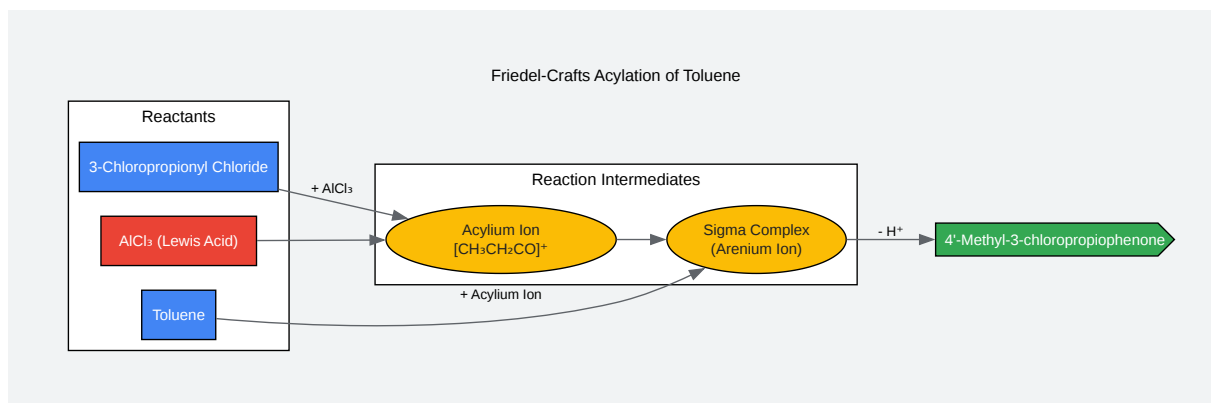 Friedel-Crafts Acylation of Toluene
Reactants
3-Chloropropionyl Chloride
AlCl₃ (Lewis Acid)
Toluene
+ AlCl₃
Reaction Intermediates
Acylium Ion
[CH₃CH₂CO]⁺
Sigma Complex
(Arenium Ion)
+ Acylium Ion
- H⁺
4'-Methyl-3-chloropropiophenone